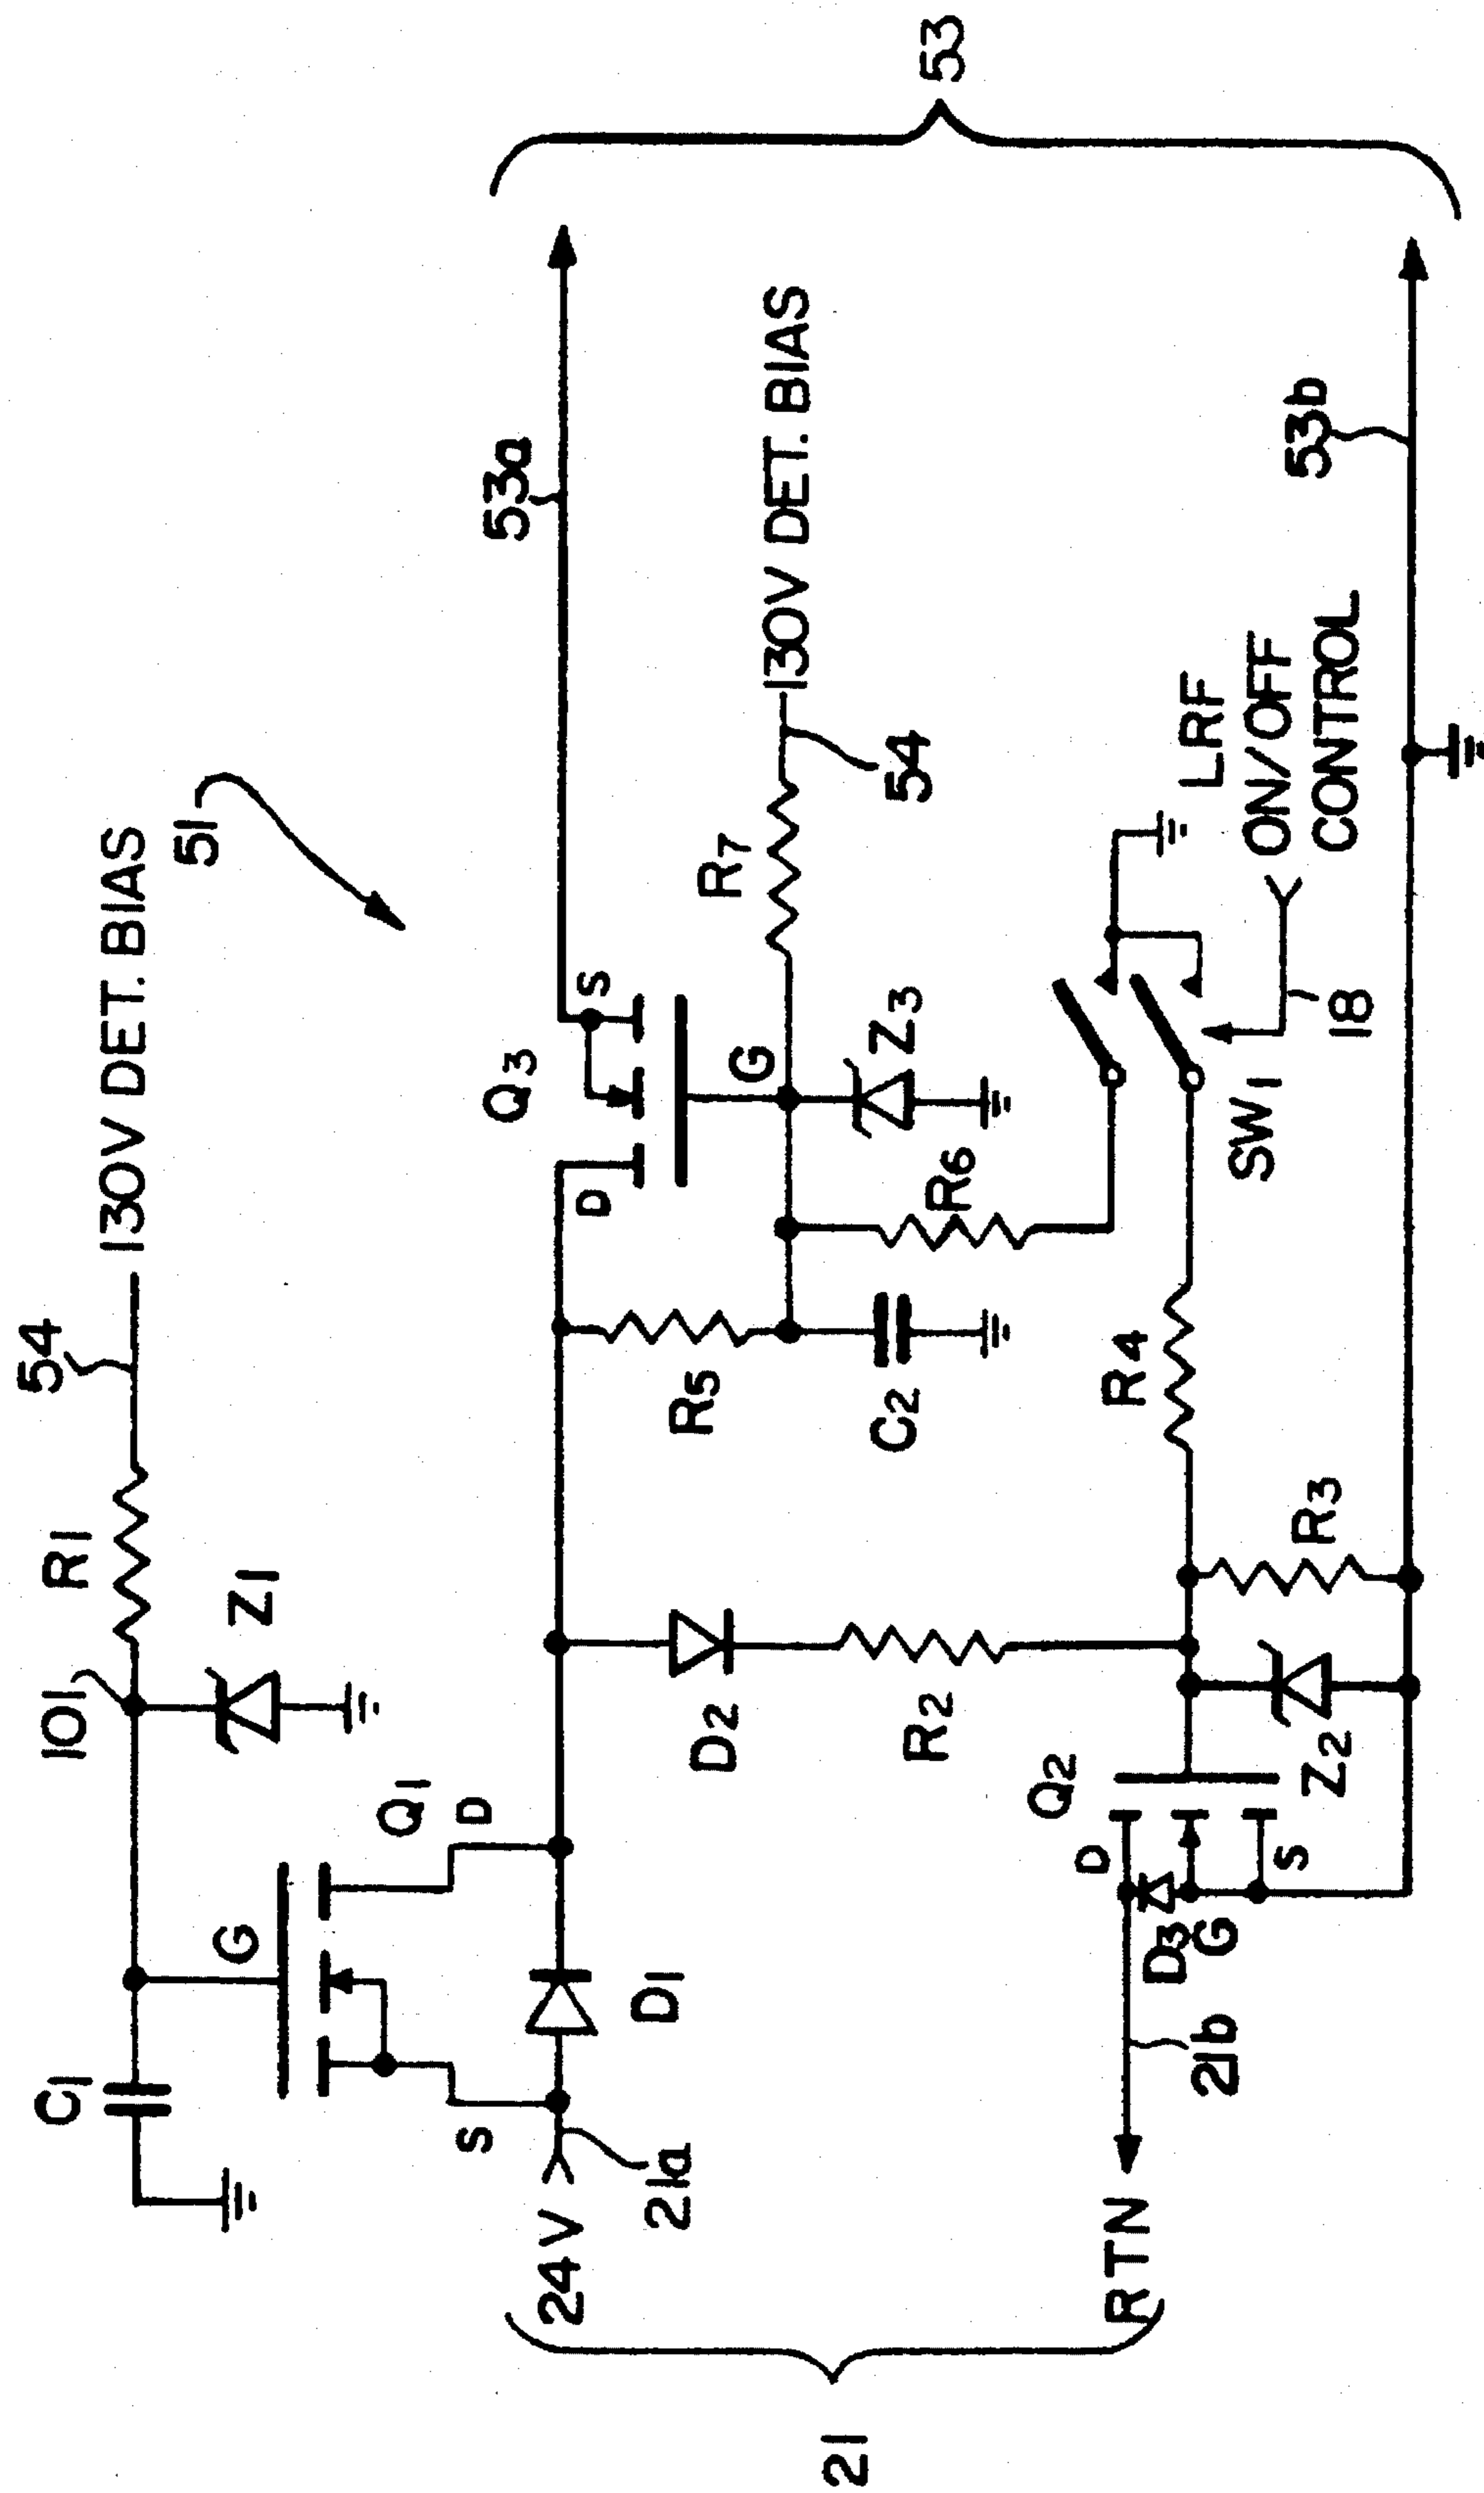 C1
101
R1
54
130V DET. BIAS
Z1
51
G
Q1
S
D
24V
21a
D1
D2
R2
R5
C2
D
Q3
S
G
Z3
R6
R7
54
130V DET. BIAS
53a
53
21
RTN
21b
D
Q2
D3
G
S
Z2
R3
R4
SW1
18
LRF
ON/OFF
CONTROL
53b